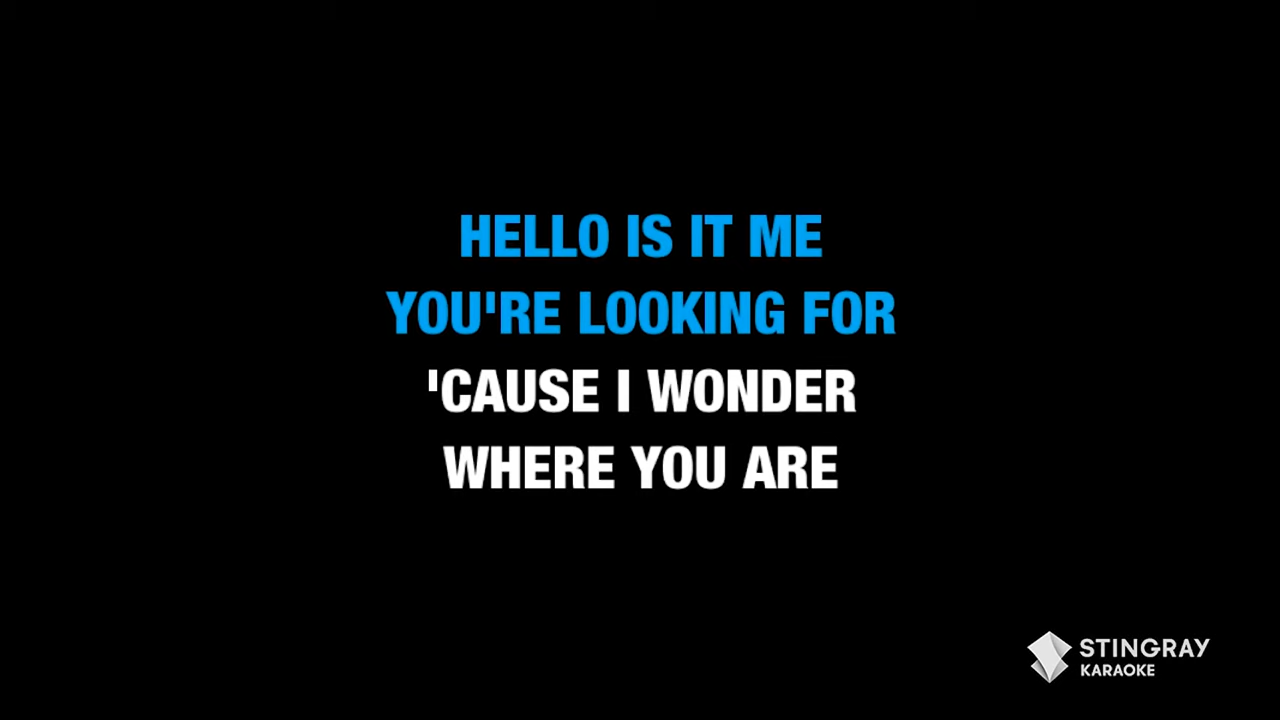 HELLO IS IT ME
YOU'RE LOOKING FOR
'CAUSE I WONDER
WHERE YOU ARE
STINGRAY
KARAOKE